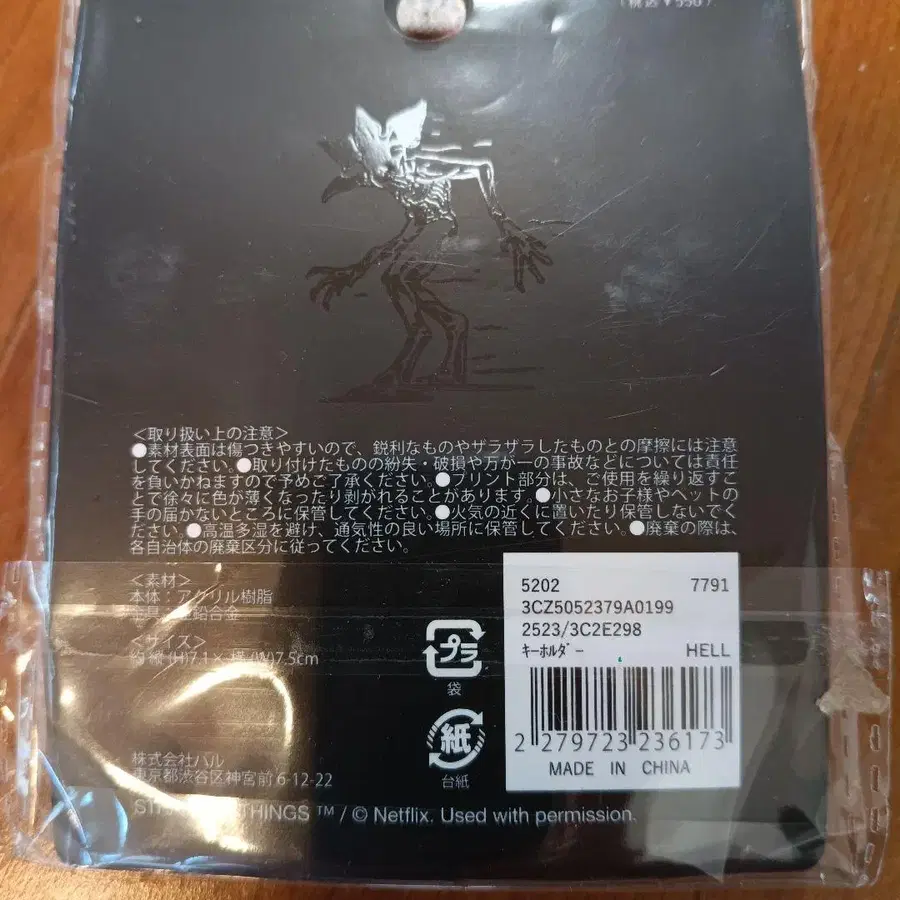 (税込¥550)
<取り扱い上の注意>
●素材表面は傷つきやすいので、鋭利なものやザラザラしたものとの摩擦には注意
してください。●取り付けたものの紛失・破損や万が一の事故などについては責任
を負いかねますので予めご了承ください。●プリント部分は、ご使用を繰り返すこ
とで徐々に色が薄くなったり剥がれることがあります。●小さなお子様やペットの
手の届かないところに保管してください。●火気の近くに置いたり保管しないでく
ださい。●高温多湿を避け、通気性の良い場所に保管してください。●廃棄の際は、
各自治体の廃棄区分に従ってください。
<素材>
本体：アクリル樹脂
金具：亜鉛合金
<サイズ>
約 縦(H)7.1×横(W)7.5cm
プラ
袋
紙
台紙
5202 7791
3CZ5052379A0199
2523/3C2E298
ｷｰﾎﾙﾀﾞｰ HELL
2 279723 236173
MADE IN CHINA
株式会社ハル
東京都渋谷区神宮前6-12-22
STRANGER THINGS ™ / © Netflix. Used with permission.